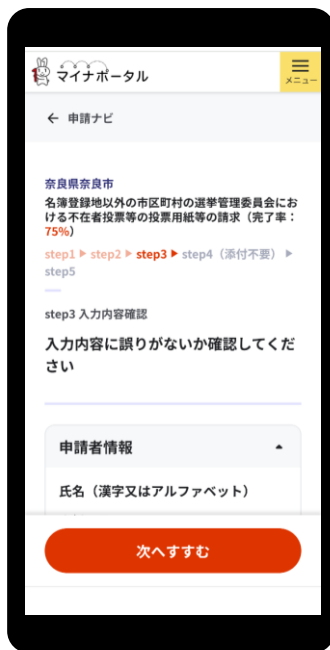 マイナポータル
メニュー
← 申請ナビ
奈良県奈良市
名簿登録地以外の市区町村の選挙管理委員会にお
ける不在者投票等の投票用紙等の請求（完了率：
75%）
step1 ▶ step2 ▶ step3 ▶ step4（添付不要） ▶
step5
step3 入力内容確認
入力内容に誤りがないか確認してくだ
さい
申請者情報
氏名（漢字又はアルファベット）
次へすすむ